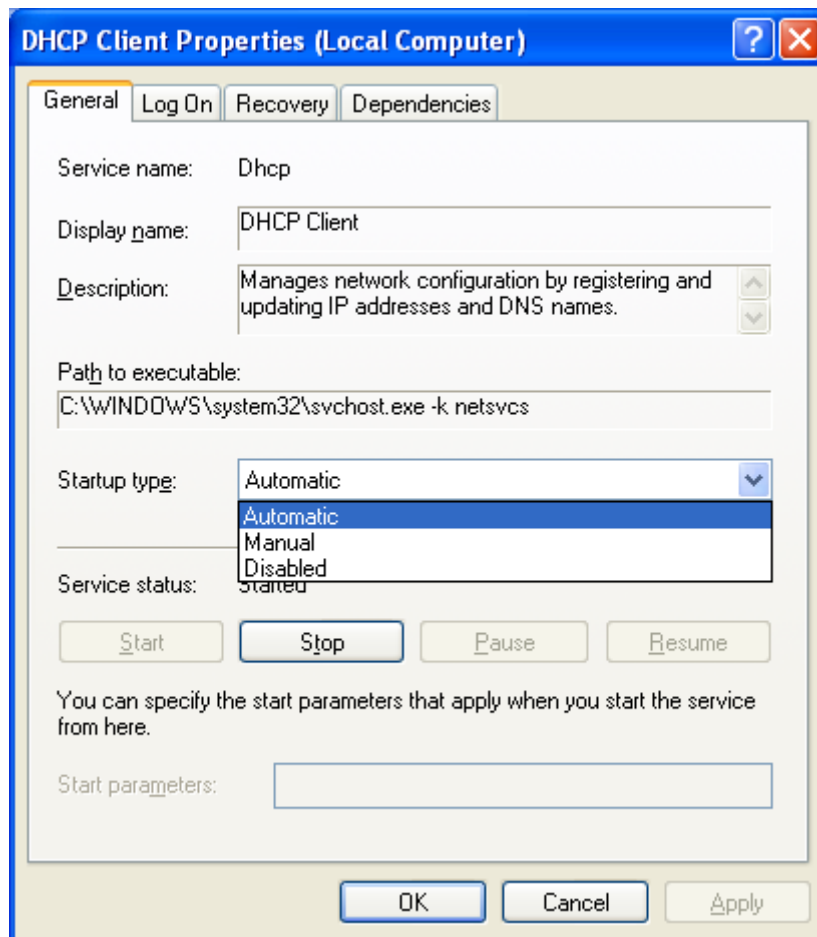 DHCP Client Properties (Local Computer)
General Log On Recovery Dependencies
Service name: Dhcp
Display name: DHCP Client
Description: Manages network configuration by registering and
updating IP addresses and DNS names.
Path to executable:
C:\WINDOWS\system32\svchost.exe -k netsvcs
Startup type: Automatic
Automatic
Manual
Disabled
Service status: Started
Start Stop Pause Resume
You can specify the start parameters that apply when you start the service
from here.
Start parameters:
OK Cancel Apply